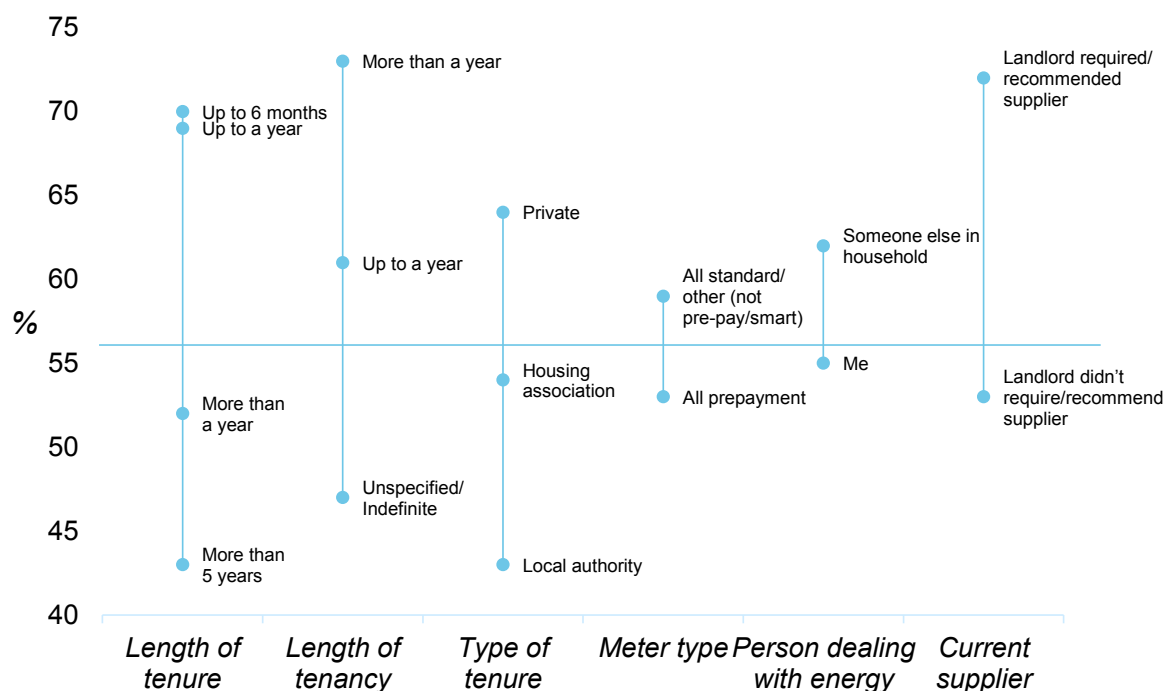 75
70
65
60
%
55
50
45
40
Up to 6 months
Up to a year
More than
a year
More than
5 years
More than a year
Up to a year
Unspecified/
Indefinite
Private
Housing
association
Local authority
All standard/
other (not
pre-pay/smart)
All prepayment
Someone else in
household
Me
Landlord required/
recommended
supplier
Landlord didn’t
require/recommend
supplier
Length of
tenure
Length of
tenancy
Type of
tenure
Meter type
Person dealing
with energy
Current
supplier